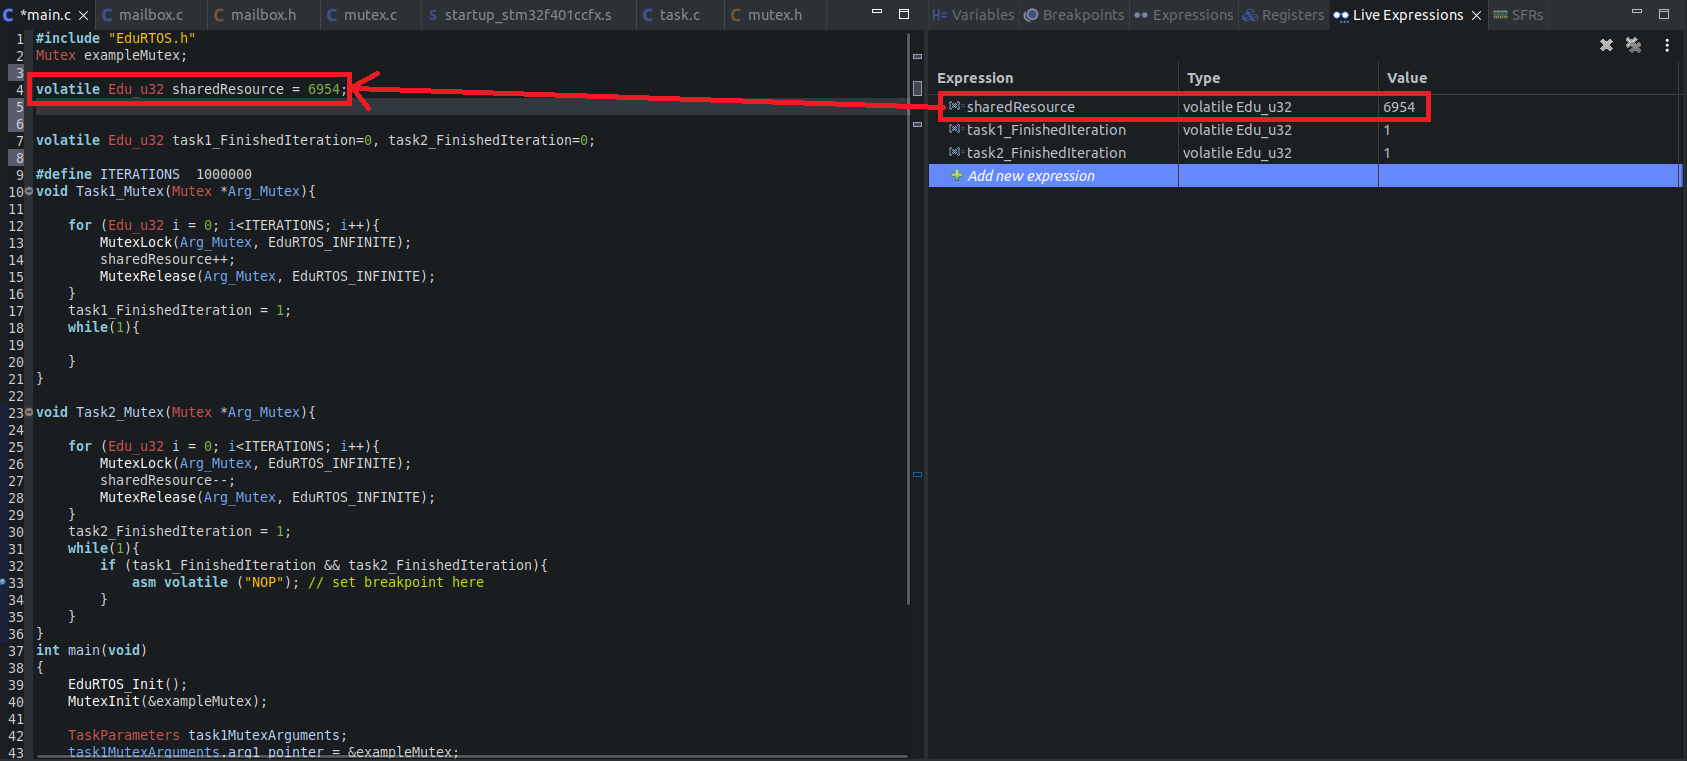 *main.c
mailbox.c
mailbox.h
mutex.c
startup_stm32f401ccfx.s
task.c
mutex.h
1 #include "EduRTOS.h"
2 Mutex exampleMutex;
3
4 volatile Edu_u32 sharedResource = 6954;
5
6
7 volatile Edu_u32 task1_FinishedIteration=0, task2_FinishedIteration=0;
8
9 #define ITERATIONS  1000000
10 void Task1_Mutex(Mutex *Arg_Mutex){
11
12     for (Edu_u32 i = 0; i<ITERATIONS; i++){
13         MutexLock(Arg_Mutex, EduRTOS_INFINITE);
14         sharedResource++;
15         MutexRelease(Arg_Mutex, EduRTOS_INFINITE);
16     }
17     task1_FinishedIteration = 1;
18     while(1){
19
20     }
21 }
22
23 void Task2_Mutex(Mutex *Arg_Mutex){
24
25     for (Edu_u32 i = 0; i<ITERATIONS; i++){
26         MutexLock(Arg_Mutex, EduRTOS_INFINITE);
27         sharedResource--;
28         MutexRelease(Arg_Mutex, EduRTOS_INFINITE);
29     }
30     task2_FinishedIteration = 1;
31     while(1){
32         if (task1_FinishedIteration && task2_FinishedIteration){
33             asm volatile ("NOP"); // set breakpoint here
34         }
35     }
36 }
37 int main(void)
38 {
39     EduRTOS_Init();
40     MutexInit(&exampleMutex);
41
42     TaskParameters task1MutexArguments;
43     task1MutexArguments.arg1_pointer = &exampleMutex;
Variables
Breakpoints
Expressions
Registers
Live Expressions
SFRs
Expression Type Value
sharedResource volatile Edu_u32 6954
task1_FinishedIteration volatile Edu_u32 1
task2_FinishedIteration volatile Edu_u32 1
Add new expression